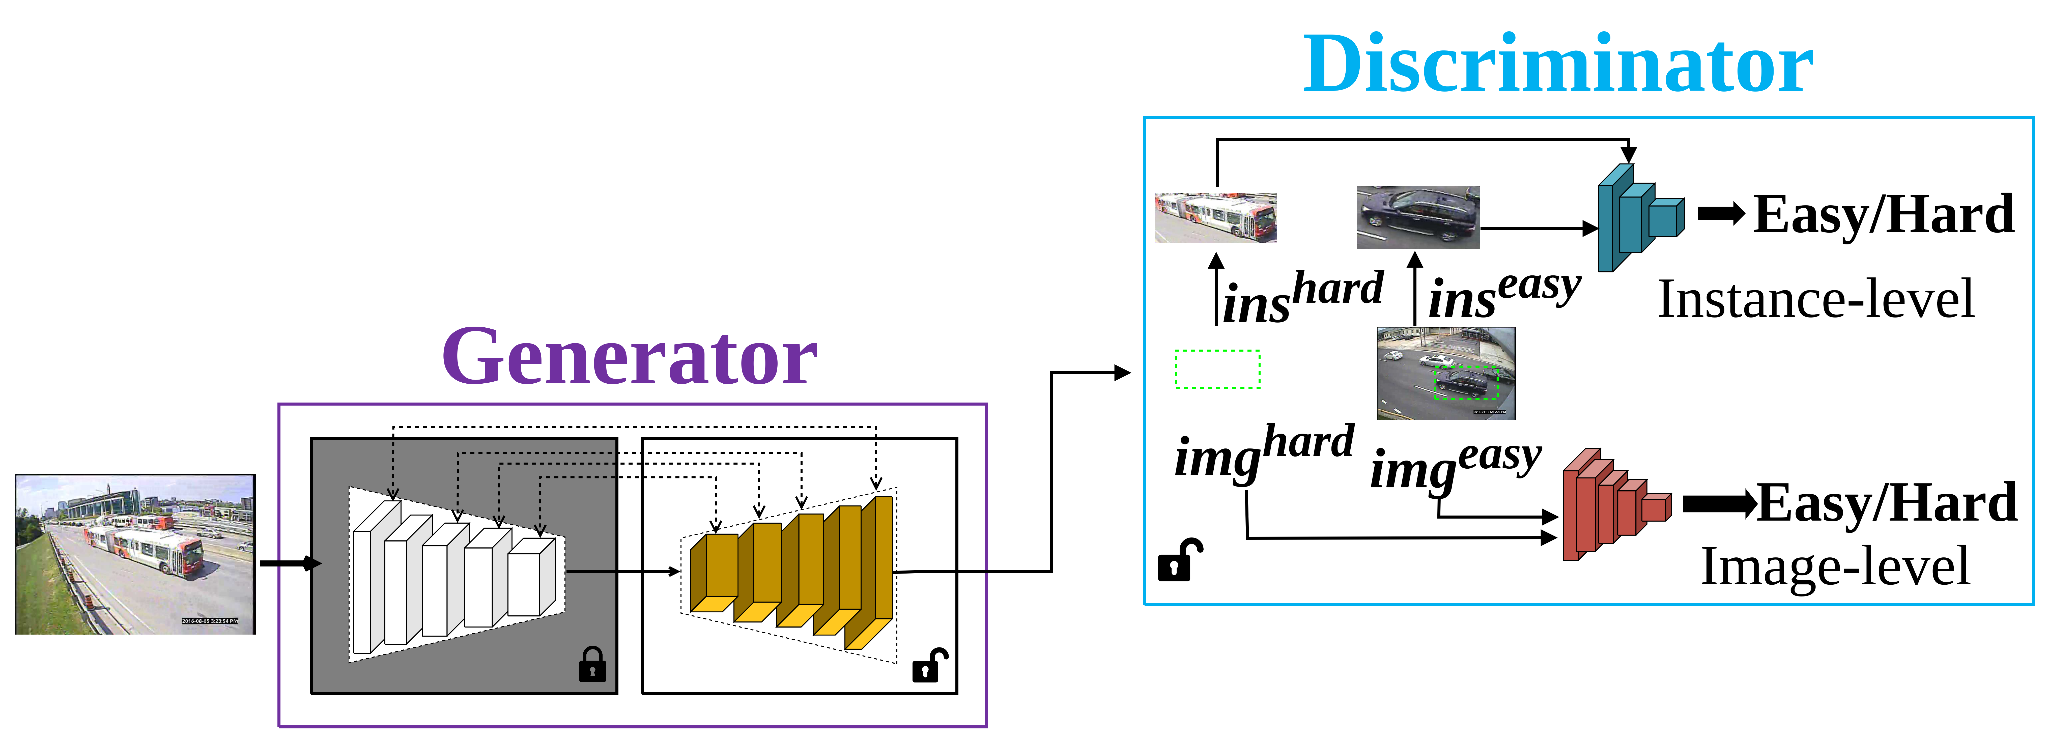 Discriminator
Easy/Hard
ins^hard
ins^easy
Instance-level
Generator
img^hard
img^easy
Easy/Hard
Image-level